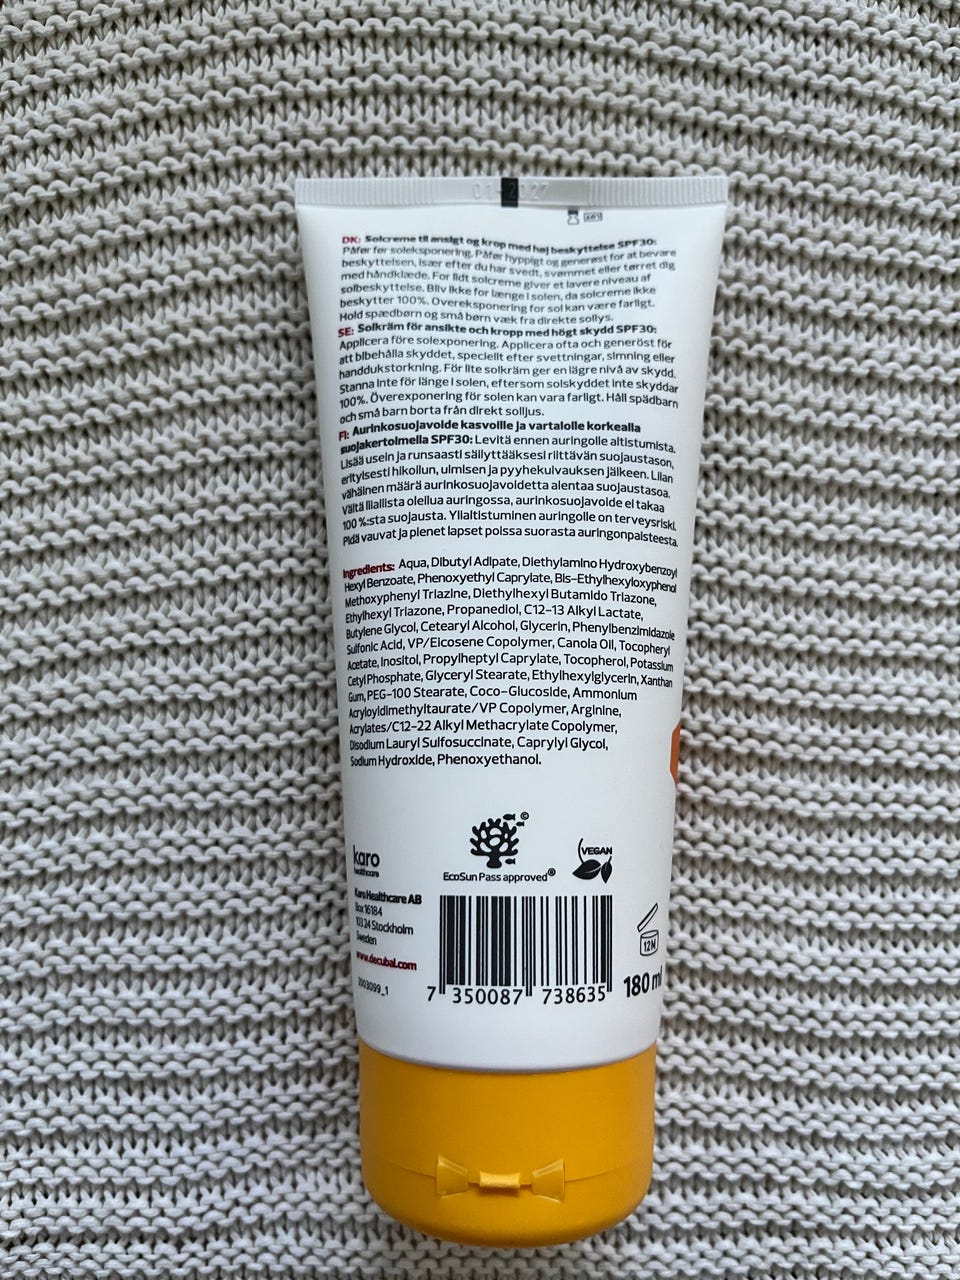 01 2027
DK: Solcreme til ansigt og krop med høj beskyttelse SPF30:
Påfør før soleksponering. Påfør hyppigt og generøst for at bevare
beskyttelsen, især efter du har svedt, svømmet eller tørret dig
med håndklæde. For lidt solcreme giver et lavere niveau af
solbeskyttelse. Bliv ikke for længe i solen, da solcreme ikke
beskytter 100%. Overeksponering for sol kan være farligt.
Hold spædbørn og små børn væk fra direkte sollys.
SE: Solkräm för ansikte och kropp med högt skydd SPF30:
Applicera före solexponering. Applicera ofta och generöst för
att bibehålla skyddet, speciellt efter svettningar, simning eller
handdukstorkning. För lite solkräm ger en lägre nivå av skydd.
Stanna inte för länge i solen, eftersom solskyddet inte skyddar
100%. Överexponering för solen kan vara farligt. Håll spädbarn
och små barn borta från direkt solljus.
FI: Aurinkosuojavoide kasvoille ja vartalolle korkealla
suojakertoimella SPF30: Levitä ennen auringolle altistumista.
Lisää usein ja runsaasti säilyttääksesi riittävän suojaustason,
erityisesti hikoilun, uimisen ja pyyhekuivauksen jälkeen. Liian
vähäinen määrä aurinkosuojavoidetta alentaa suojaustasoa.
Vältä liiallista oleilua auringossa, aurinkosuojavoide ei takaa
100 %:sta suojausta. Ylialtistuminen auringolle on terveysriski.
Pidä vauvat ja pienet lapset poissa suorasta auringonpaisteesta.
Ingredients: Aqua, Dibutyl Adipate, Diethylamino Hydroxybenzoyl
Hexyl Benzoate, Phenoxyethyl Caprylate, Bis-Ethylhexyloxyphenol
Methoxyphenyl Triazine, Diethylhexyl Butamido Triazone,
Ethylhexyl Triazone, Propanediol, C12-13 Alkyl Lactate,
Butylene Glycol, Cetearyl Alcohol, Glycerin, Phenylbenzimidazole
Sulfonic Acid, VP/Eicosene Copolymer, Canola Oil, Tocopheryl
Acetate, Inositol, Propylheptyl Caprylate, Tocopherol, Potassium
Cetyl Phosphate, Glyceryl Stearate, Ethylhexylglycerin, Xanthan
Gum, PEG-100 Stearate, Coco-Glucoside, Ammonium
Acryloyldimethyltaurate/VP Copolymer, Arginine,
Acrylates/C12-22 Alkyl Methacrylate Copolymer,
Disodium Lauryl Sulfosuccinate, Caprylyl Glycol,
Sodium Hydroxide, Phenoxyethanol.
©
EcoSun Pass approved®
VEGAN
karo
healthcare
Karo Healthcare AB
Box 16184
103 24 Stockholm
Sweden
www.decubal.com
2003099_1
7 350087 738635
12M
180 ml